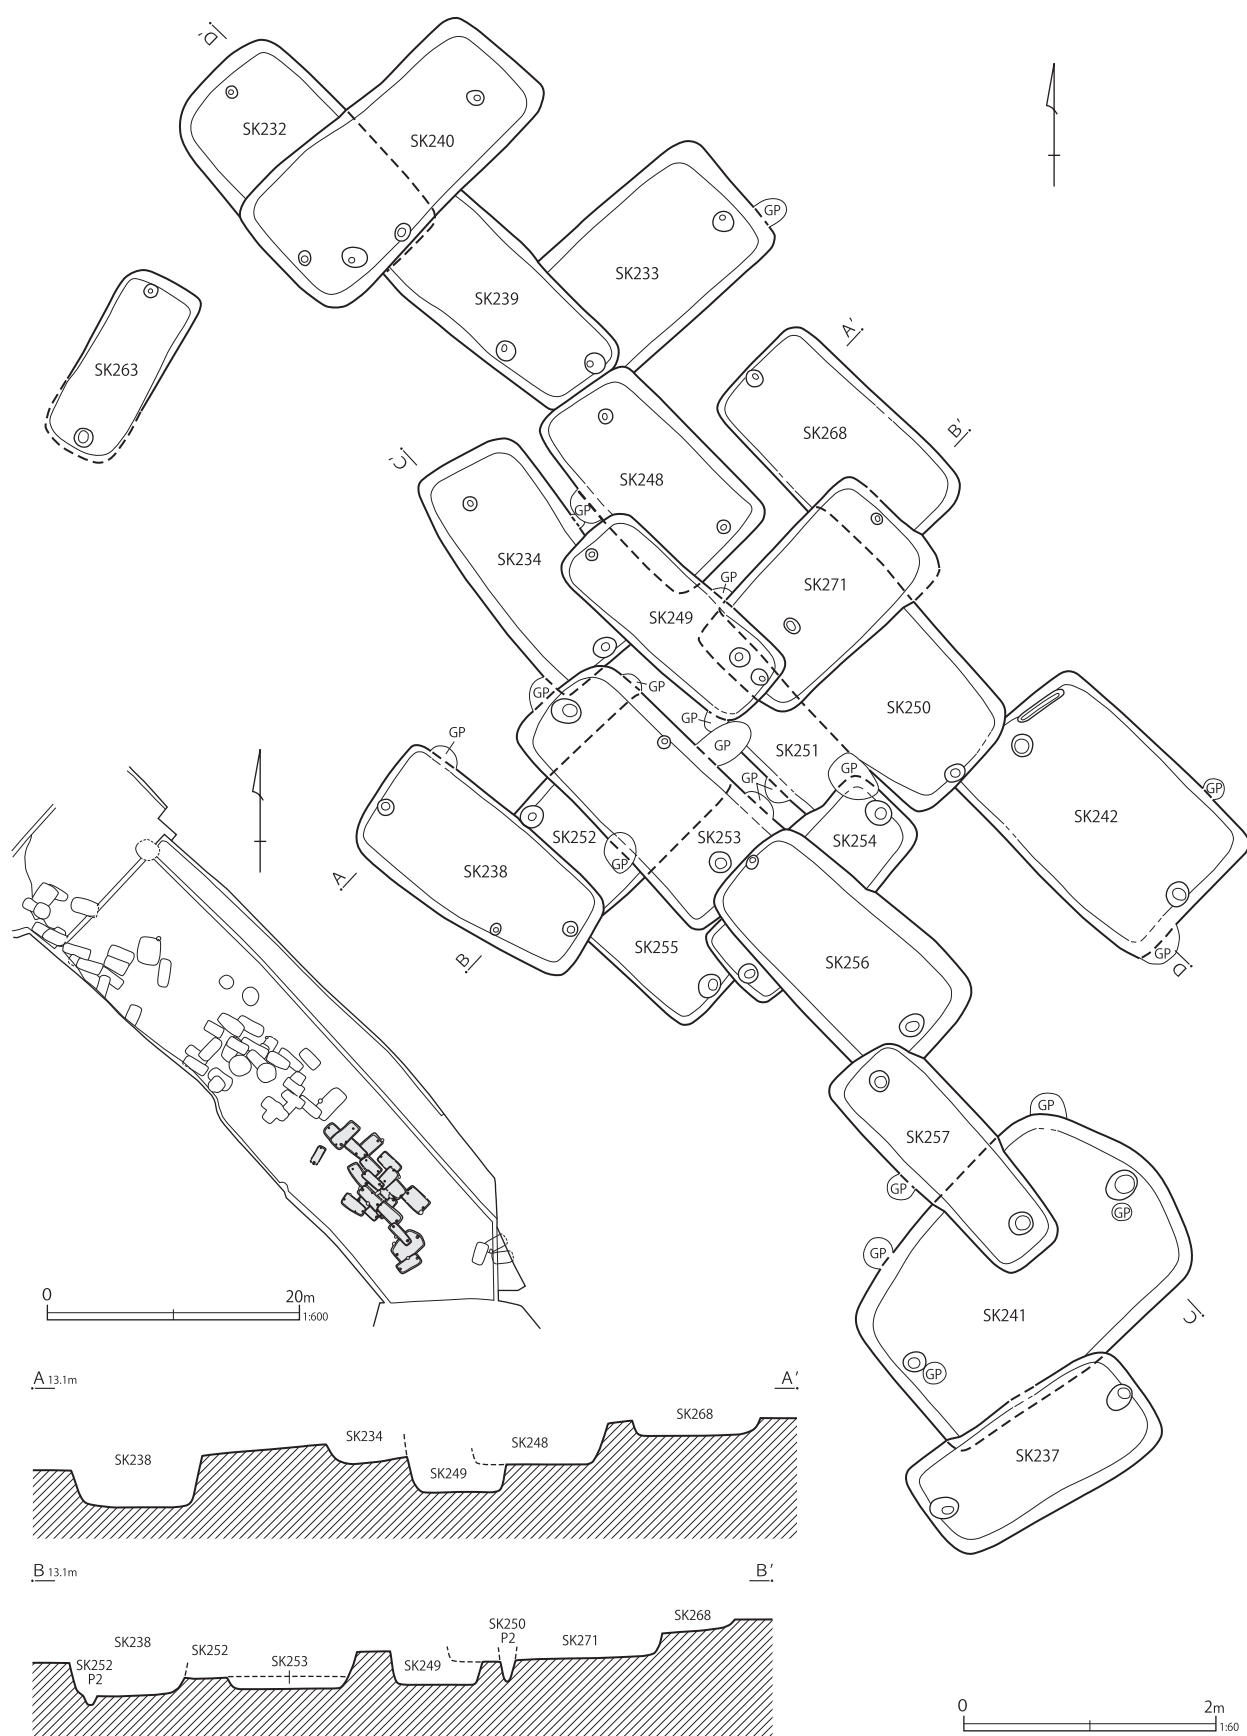 D'
SK232
SK240
GP
SK233
SK239
SK263
A'
SK268
B'
C'
SK248
GP
SK234
GP
SK271
SK249
GP
GP
GP
SK250
GP
SK251
GP
GP
GP
GP
SK242
SK252
SK253
SK254
GP
SK238
A
B
SK255
SK256
GP
D
GP
SK257
GP
GP
GP
C
SK241
GP
SK237
0 20m
1:600
A 13.1m A'
SK268
SK234
SK248
SK238
SK249
B 13.1m B'
SK268
SK250
P2
SK238
SK252
SK271
SK252
P2
SK253
SK249
0 2m
1:60